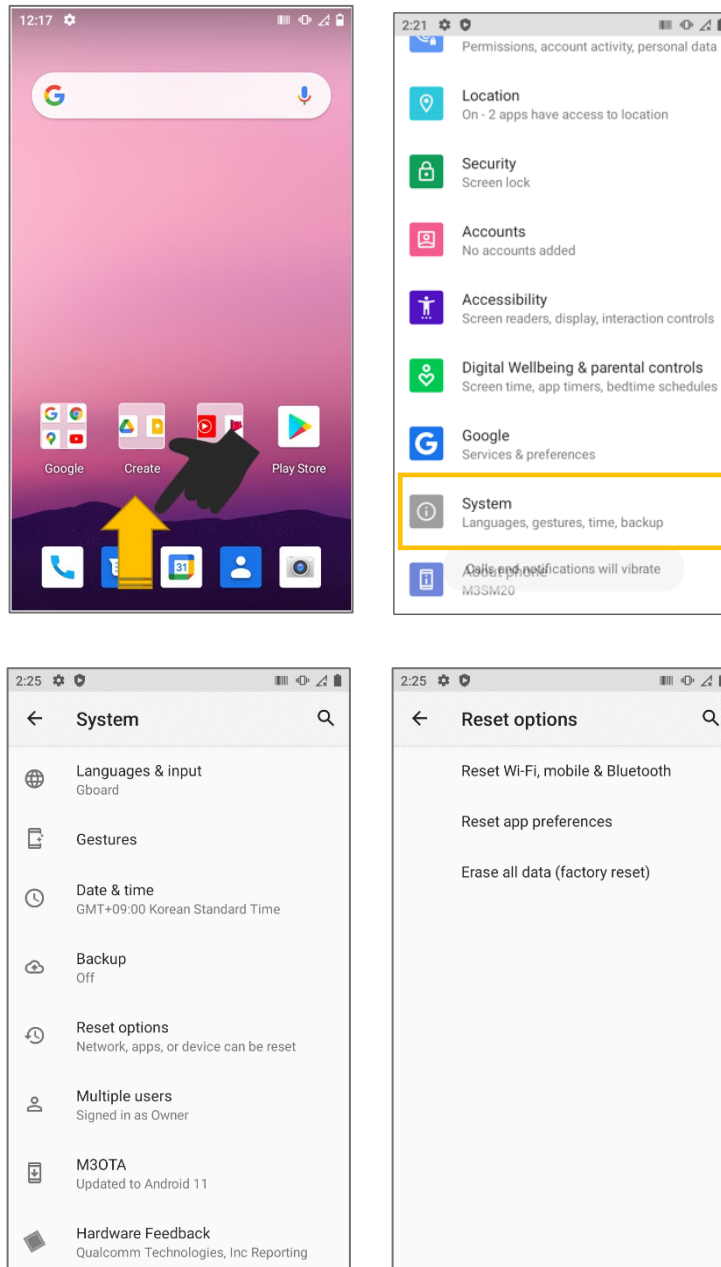 12:17
Google
Create
Play Store
31
2:21
Permissions, account activity, personal data
Location
On - 2 apps have access to location
Security
Screen lock
Accounts
No accounts added
Accessibility
Screen readers, display, interaction controls
Digital Wellbeing & parental controls
Screen time, app timers, bedtime schedules
Google
Services & preferences
System
Languages, gestures, time, backup
About phone
Calls and notifications will vibrate
M3SM20
2:25
System
Languages & input
Gboard
Gestures
Date & time
GMT+09:00 Korean Standard Time
Backup
Off
Reset options
Network, apps, or device can be reset
Multiple users
Signed in as Owner
M3OTA
Updated to Android 11
Hardware Feedback
Qualcomm Technologies, Inc Reporting
2:25
Reset options
Reset Wi-Fi, mobile & Bluetooth
Reset app preferences
Erase all data (factory reset)